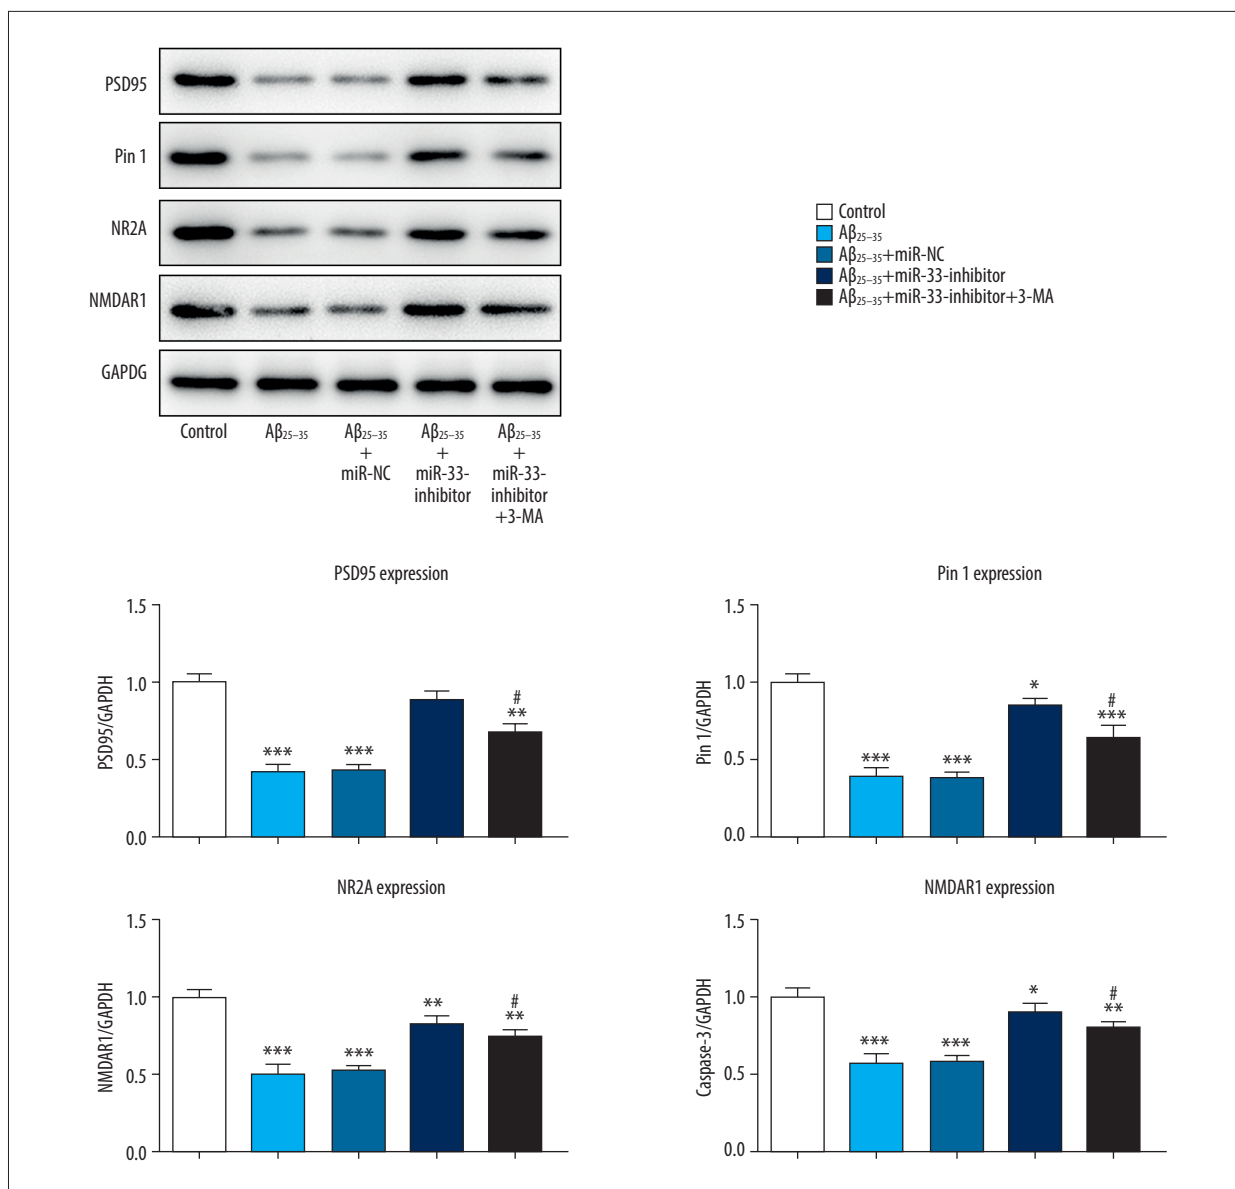 PSD95
Pin 1
NR2A
NMDAR1
GAPDG
Control
Aβ25–35
Aβ25–35
+
miR-NC
Aβ25–35
+
miR-33-
inhibitor
Aβ25–35
+
miR-33-
inhibitor
+3-MA
Control
Aβ25–35
Aβ25–35+miR-NC
Aβ25–35+miR-33-inhibitor
Aβ25–35+miR-33-inhibitor+3-MA
PSD95 expression
PSD95/GAPDH
1.5
1.0
0.5
0.0
***
***
#
**
Pin 1 expression
Pin 1/GAPDH
1.5
1.0
0.5
0.0
***
***
*
#
***
NR2A expression
NMDAR1/GAPDH
1.5
1.0
0.5
0.0
***
***
**
#
**
NMDAR1 expression
Caspase-3/GAPDH
1.5
1.0
0.5
0.0
***
***
*
#
**